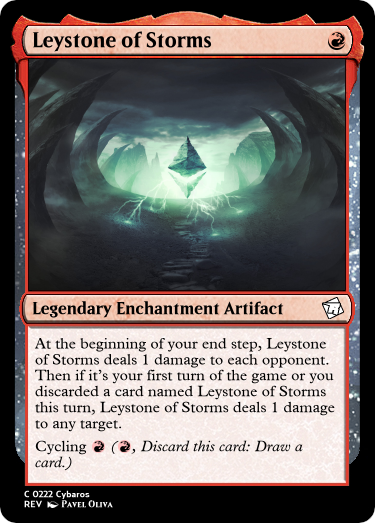 Leystone of Storms
Legendary Enchantment Artifact
At the beginning of your end step, Leystone
of Storms deals 1 damage to each opponent.
Then if it's your first turn of the game or you
discarded a card named Leystone of Storms
this turn, Leystone of Storms deals 1 damage
to any target.
Cycling (, Discard this card: Draw a
card.)
C 0222 Cybaros
REV Pavel Oliva